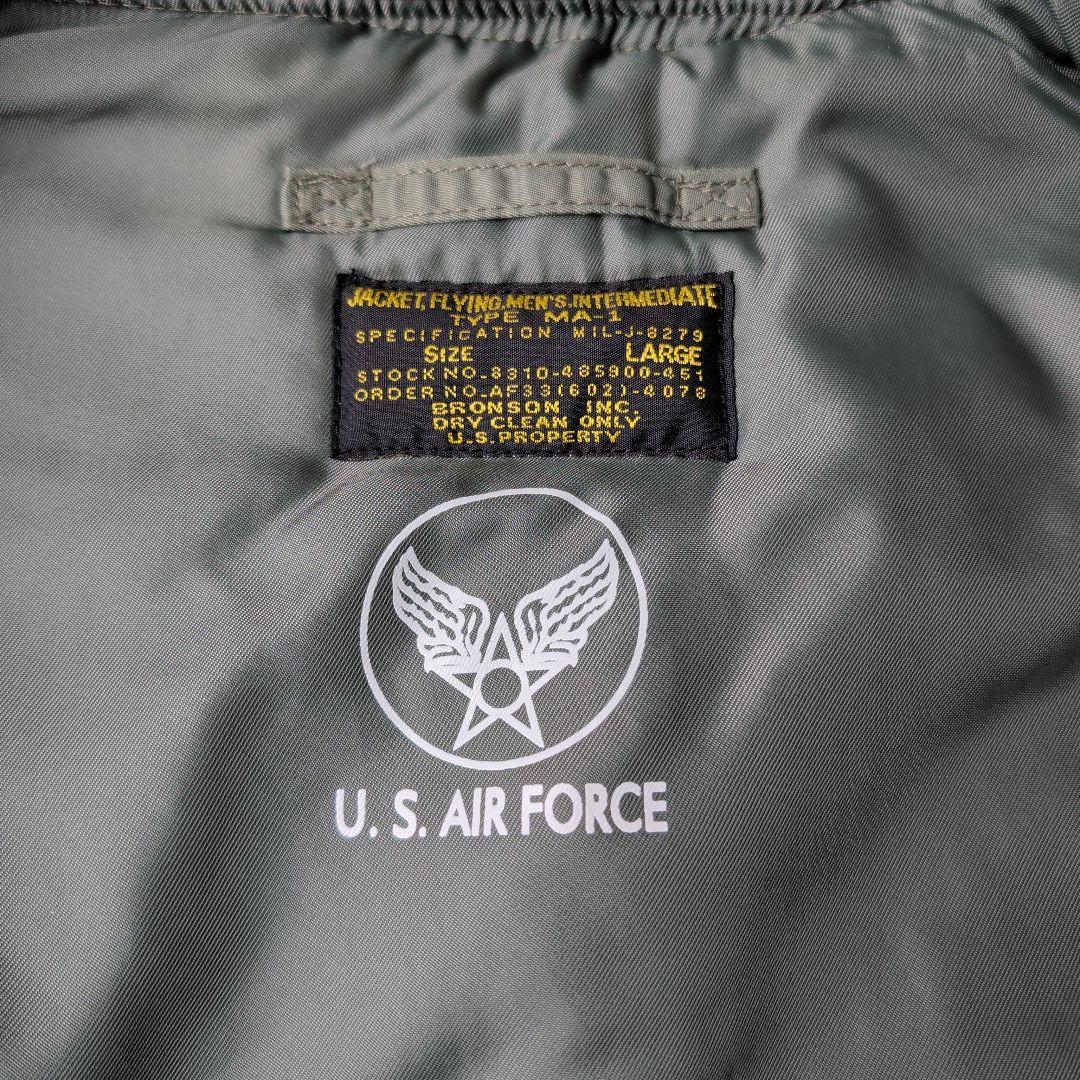 JACKET, FLYING, MEN'S, INTERMEDIATE
TYPE MA-1
SPECIFICATION MIL-J-8279
SIZE LARGE
STOCK NO. 8310-485900-451
ORDER NO. AF33(602)-4078
BRONSON INC.
DRY CLEAN ONLY
U.S. PROPERTY
U. S. AIR FORCE